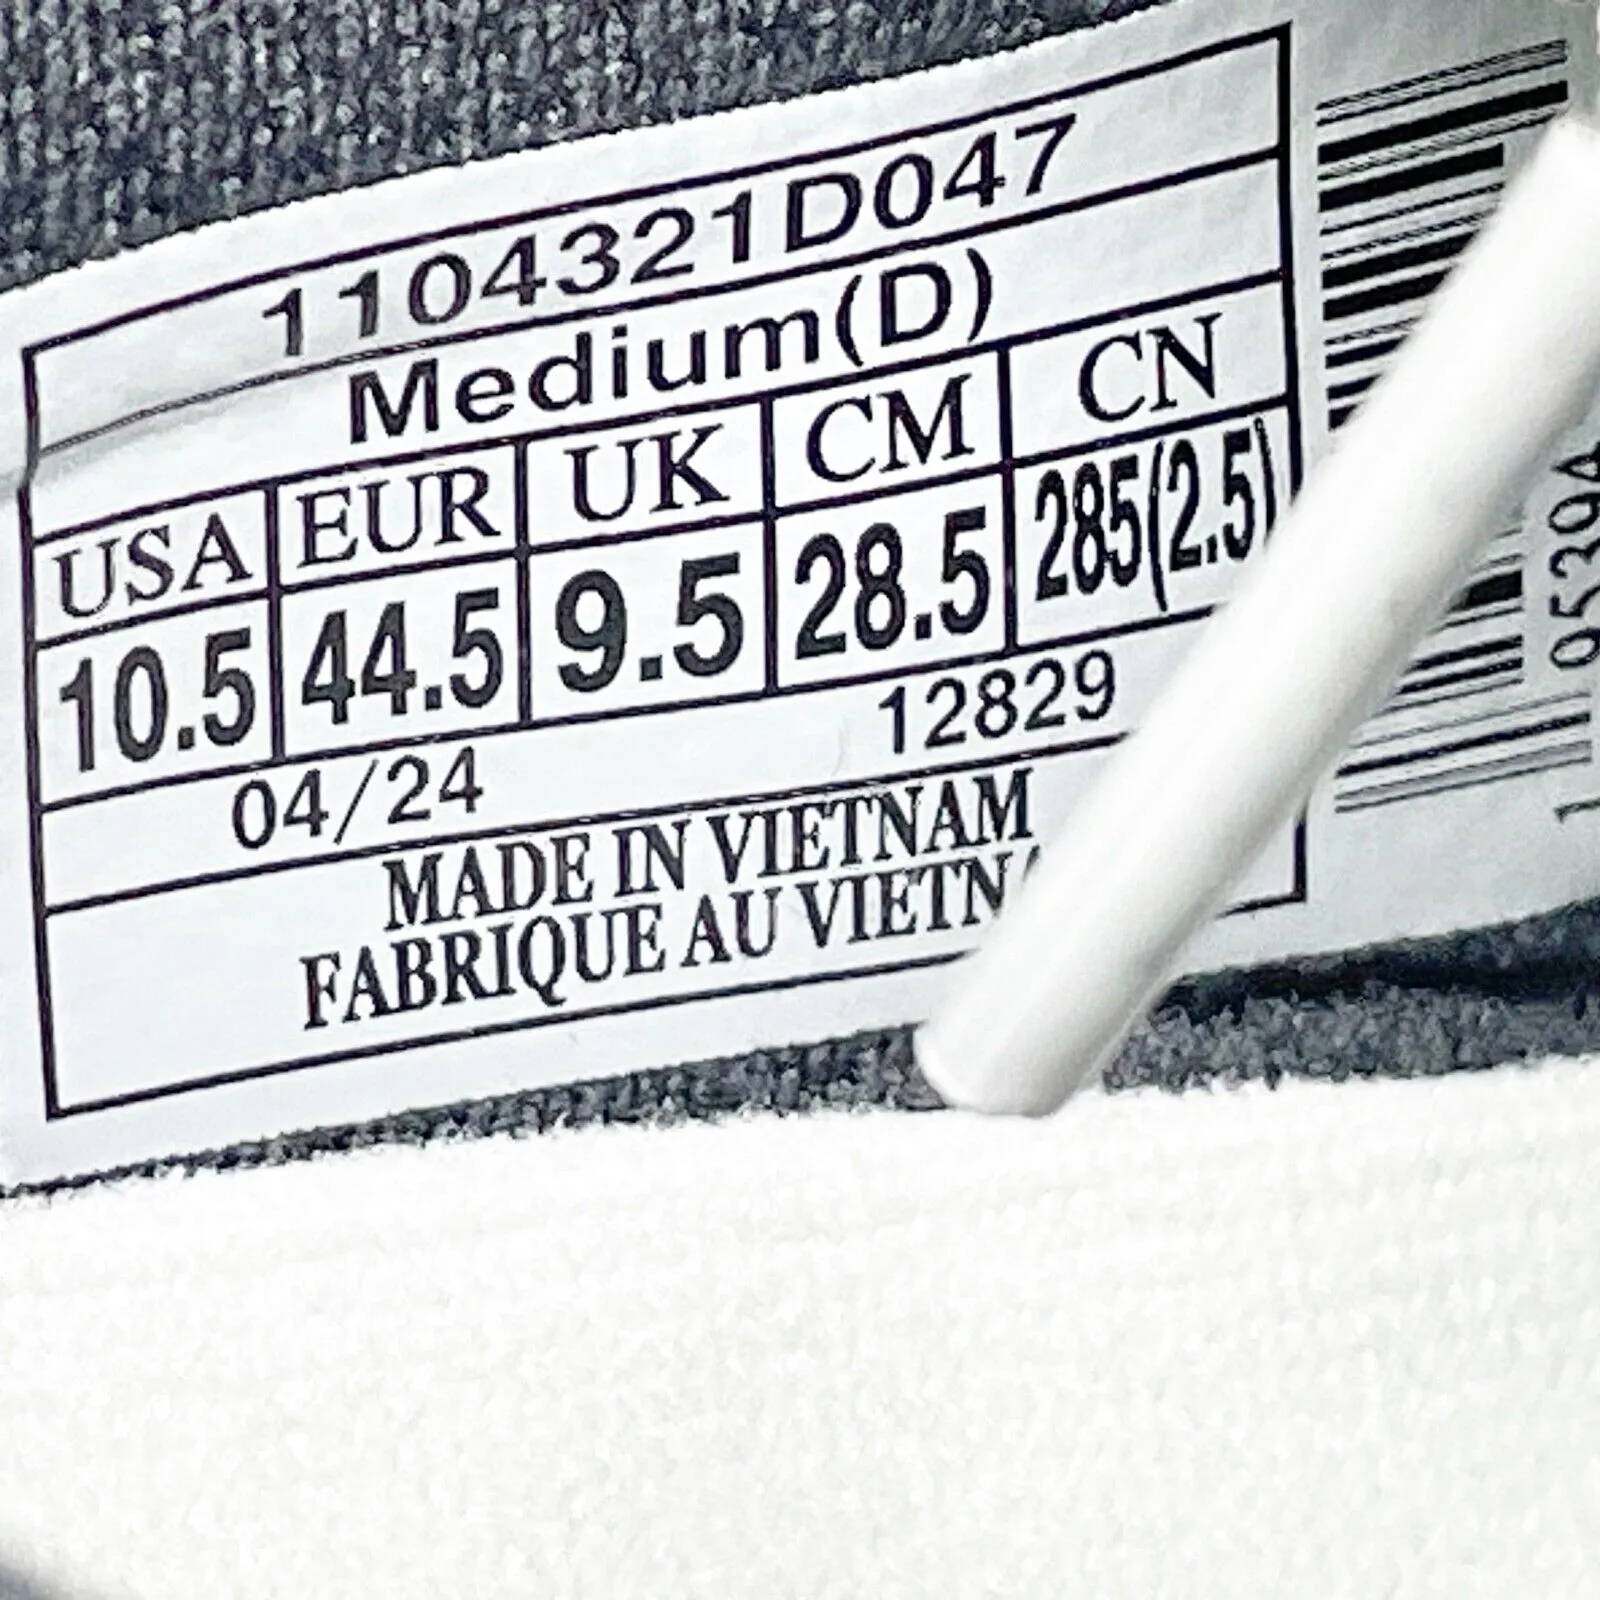 1104321D047
Medium(D)
USA EUR UK CM CN
10.5 44.5 9.5 28.5 285(2.5)
04/24 12829
MADE IN VIETNAM
FABRIQUE AU